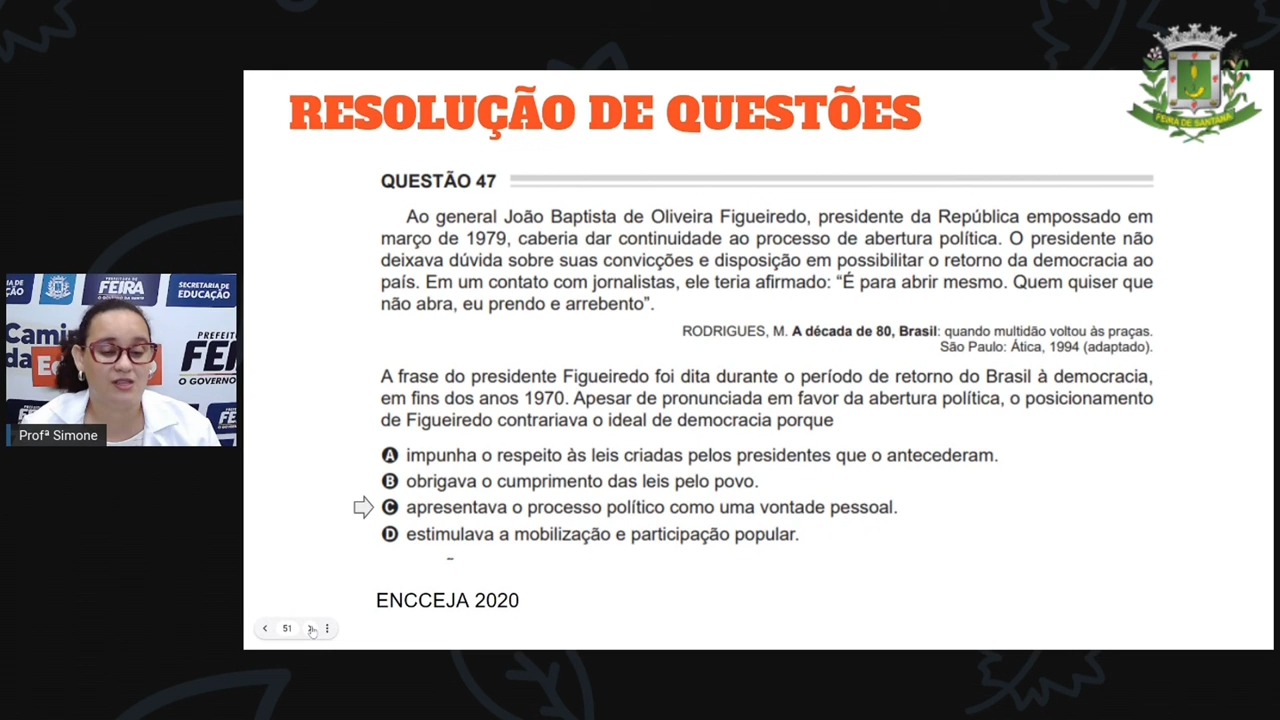 RESOLUÇÃO DE QUESTÕES
FEIRA DE SANTANA
QUESTÃO 47
Ao general João Baptista de Oliveira Figueiredo, presidente da República empossado em
março de 1979, caberia dar continuidade ao processo de abertura política. O presidente não
deixava dúvida sobre suas convicções e disposição em possibilitar o retorno da democracia ao
país. Em um contato com jornalistas, ele teria afirmado: “É para abrir mesmo. Quem quiser que
não abra, eu prendo e arrebento”.
RODRIGUES, M. A década de 80, Brasil: quando multidão voltou às praças.
São Paulo: Ática, 1994 (adaptado).
A frase do presidente Figueiredo foi dita durante o período de retorno do Brasil à democracia,
em fins dos anos 1970. Apesar de pronunciada em favor da abertura política, o posicionamento
de Figueiredo contrariava o ideal de democracia porque
A impunha o respeito às leis criadas pelos presidentes que o antecederam.
B obrigava o cumprimento das leis pelo povo.
C apresentava o processo político como uma vontade pessoal.
D estimulava a mobilização e participação popular.
ENCCEJA 2020
51
FEIRA
SECRETARIA DE
EDUCAÇÃO
da
PREFEIT
O GOVERNO
Profª Simone